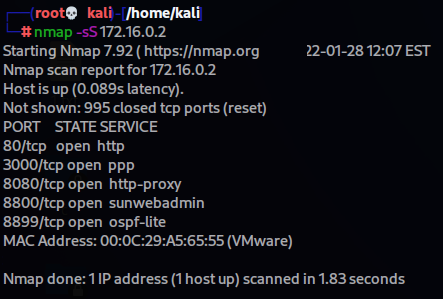 (root💀kali)-[/home/kali]
# nmap -sS 172.16.0.2
Starting Nmap 7.92 ( https://nmap.org 22-01-28 12:07 EST
Nmap scan report for 172.16.0.2
Host is up (0.089s latency).
Not shown: 995 closed tcp ports (reset)
PORT STATE SERVICE
80/tcp open http
3000/tcp open ppp
8080/tcp open http-proxy
8800/tcp open sunwebadmin
8899/tcp open ospf-lite
MAC Address: 00:0C:29:A5:65:55 (VMware)
Nmap done: 1 IP address (1 host up) scanned in 1.83 seconds